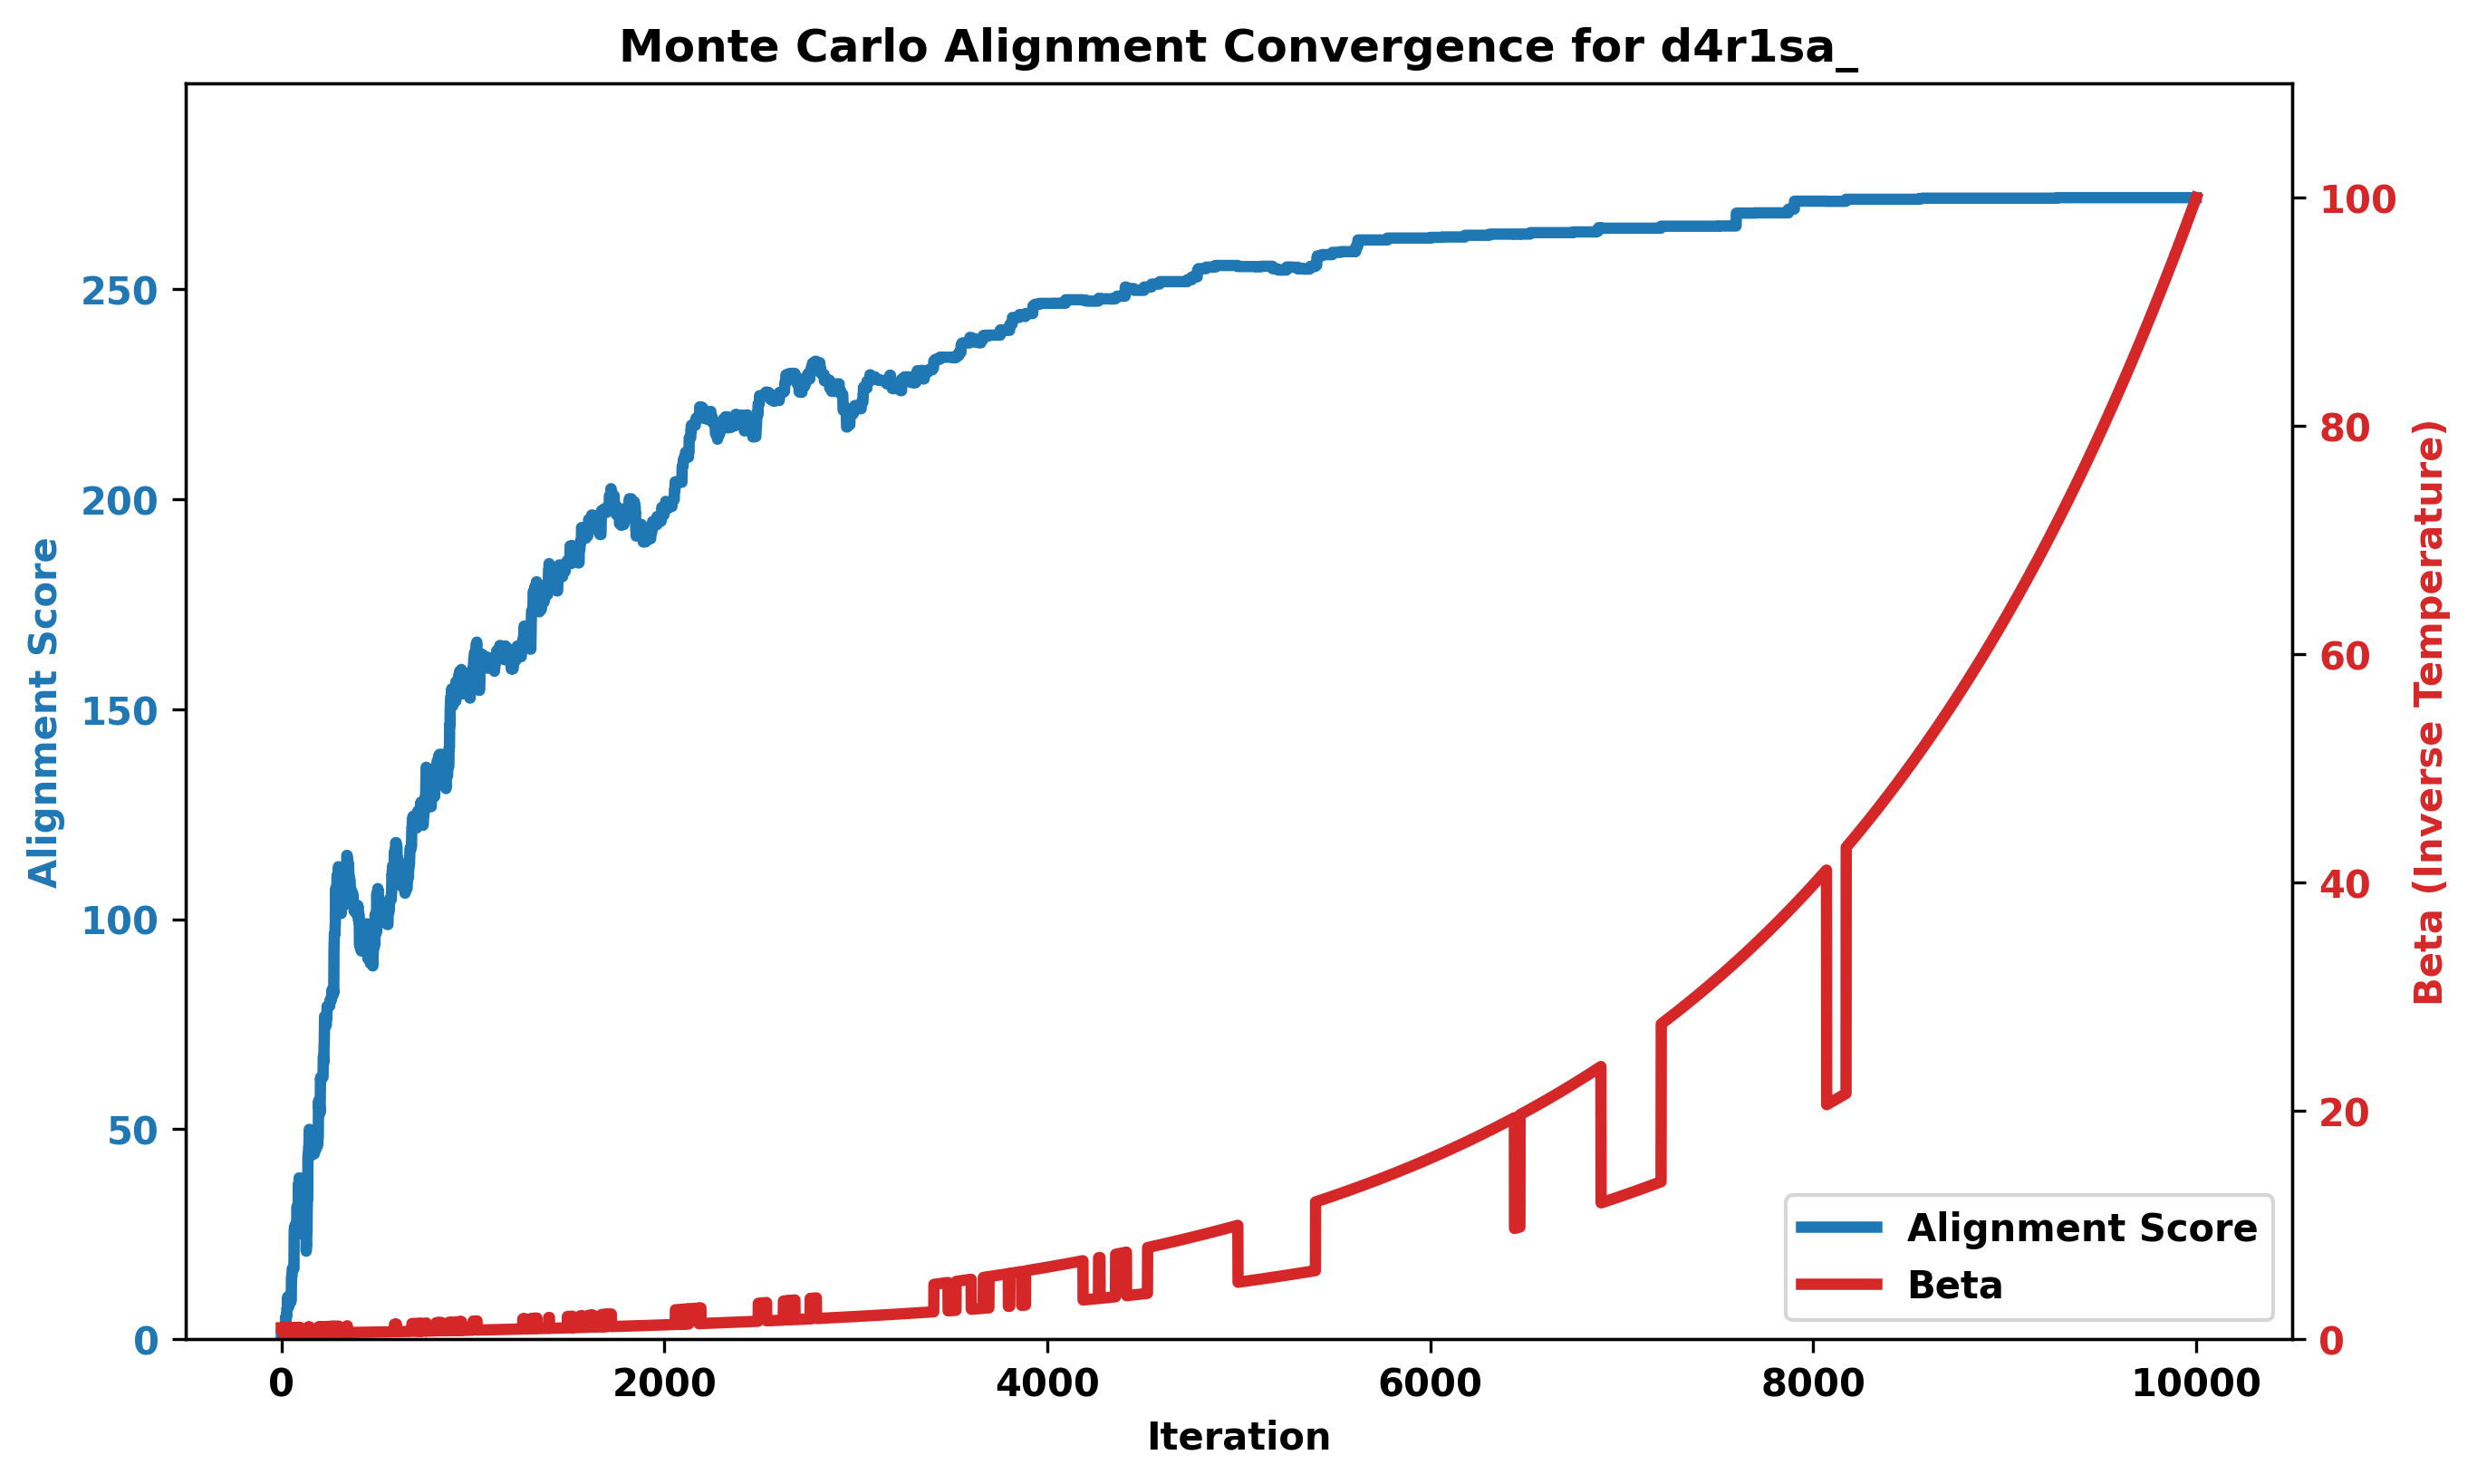 Monte Carlo Alignment Convergence for d4r1sa_
Alignment Score
250
200
150
100
50
0
100
80
60
40
20
0
Beta (Inverse Temperature)
Alignment Score
Beta
0 2000 4000 6000 8000 10000
Iteration